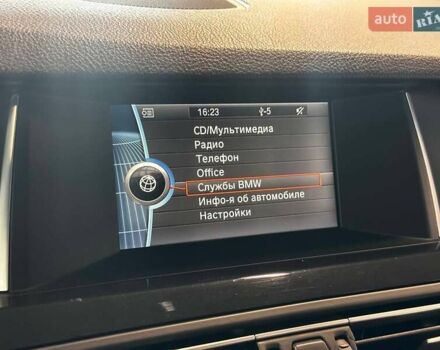 auto RIA
16:23 -5
CD/Мультимедиа
Радио
Телефон
Office
Службы BMW
Инфо-я об автомобиле
Настройки